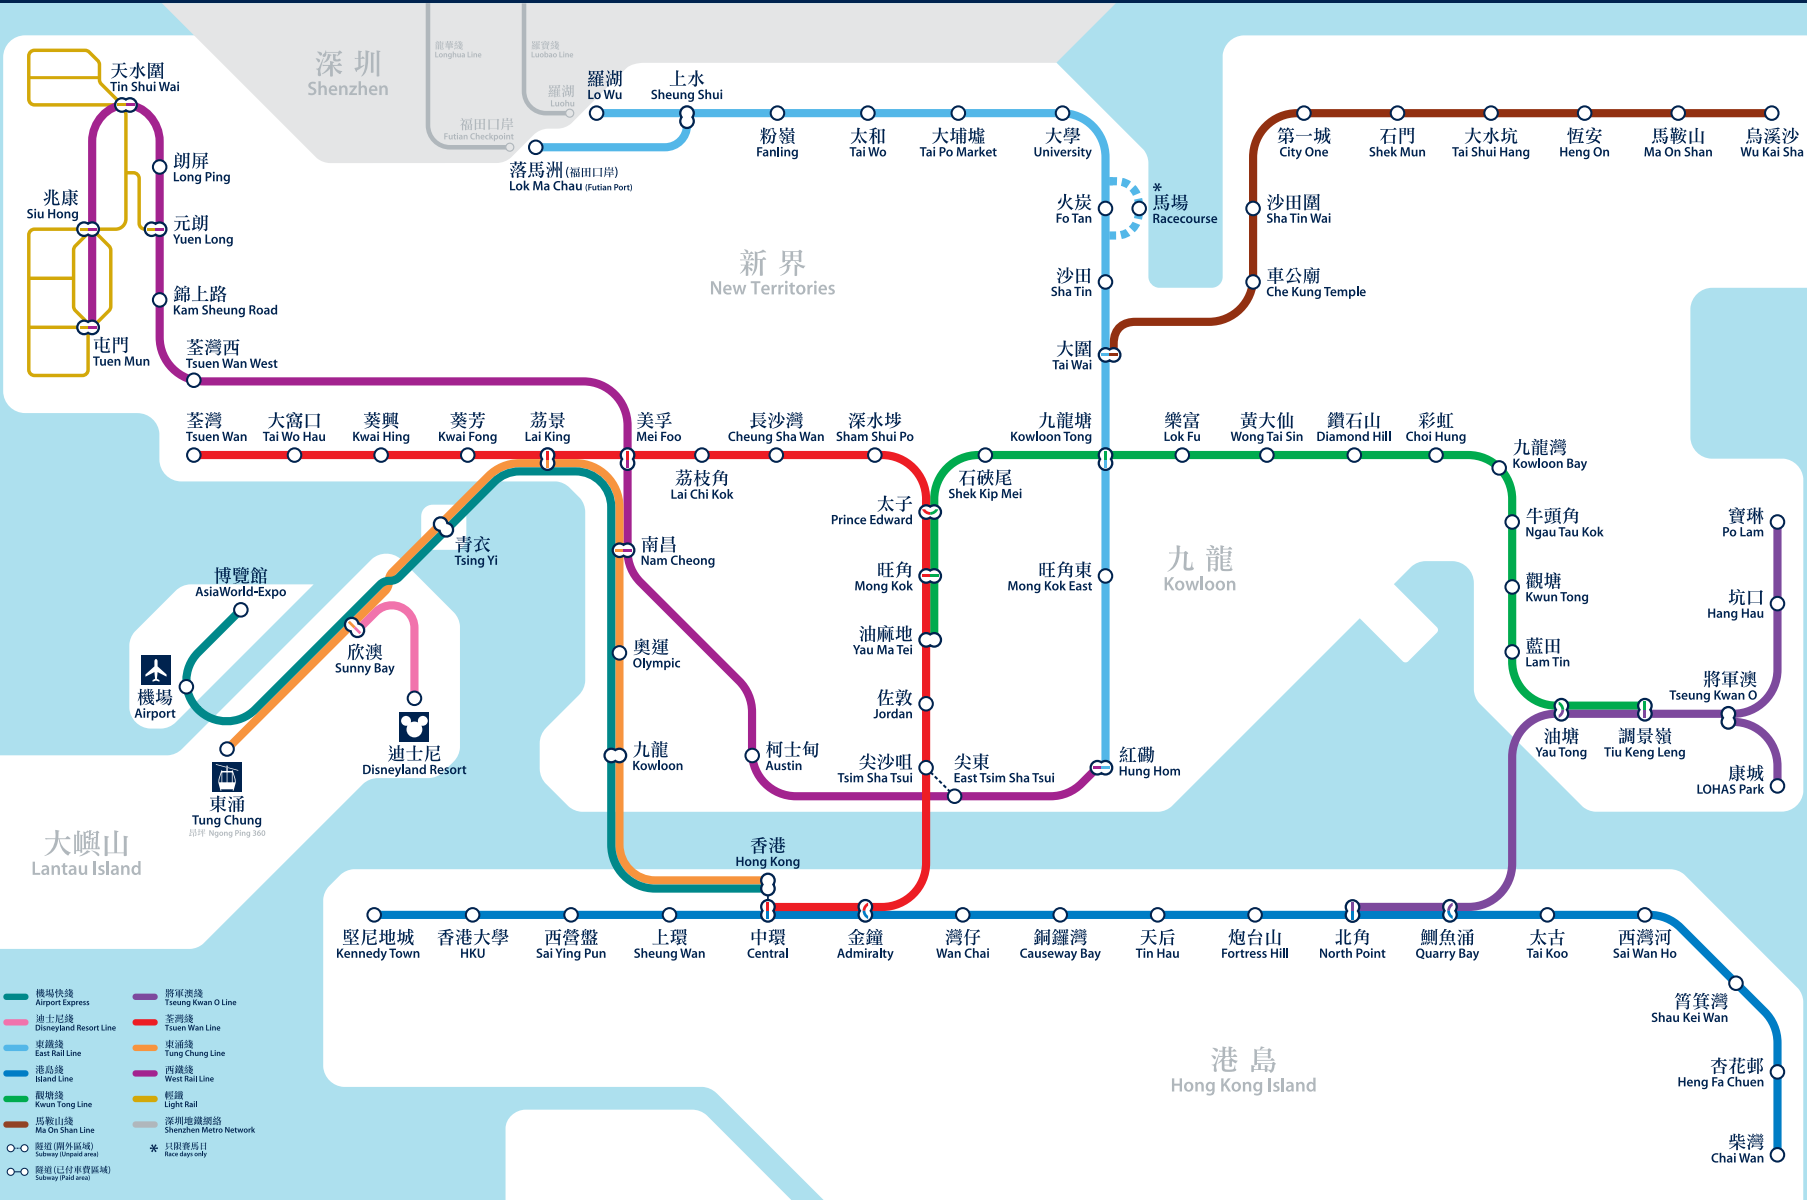 深圳
Shenzhen
龍華綫
Longhua Line
羅寶綫
Luobao Line
羅湖
Luohu
福田口岸
Futian Checkpoint
羅湖
Lo Wu
上水
Sheung Shui
落馬洲 (福田口岸)
Lok Ma Chau (Futian Port)
粉嶺
Fanling
太和
Tai Wo
大埔墟
Tai Po Market
大學
University
第一城
City One
石門
Shek Mun
大水坑
Tai Shui Hang
恆安
Heng On
馬鞍山
Ma On Shan
烏溪沙
Wu Kai Sha
天水圍
Tin Shui Wai
朗屏
Long Ping
兆康
Siu Hong
元朗
Yuen Long
錦上路
Kam Sheung Road
屯門
Tuen Mun
荃灣西
Tsuen Wan West
新界
New Territories
火炭
Fo Tan
*
馬場
Racecourse
沙田圍
Sha Tin Wai
沙田
Sha Tin
車公廟
Che Kung Temple
大圍
Tai Wai
荃灣
Tsuen Wan
大窩口
Tai Wo Hau
葵興
Kwai Hing
葵芳
Kwai Fong
荔景
Lai King
美孚
Mei Foo
長沙灣
Cheung Sha Wan
深水埗
Sham Shui Po
九龍塘
Kowloon Tong
樂富
Lok Fu
黃大仙
Wong Tai Sin
鑽石山
Diamond Hill
彩虹
Choi Hung
九龍灣
Kowloon Bay
荔枝角
Lai Chi Kok
石硤尾
Shek Kip Mei
太子
Prince Edward
牛頭角
Ngau Tau Kok
寶琳
Po Lam
青衣
Tsing Yi
南昌
Nam Cheong
旺角
Mong Kok
旺角東
Mong Kok East
九龍
Kowloon
觀塘
Kwun Tong
坑口
Hang Hau
博覽館
AsiaWorld-Expo
欣澳
Sunny Bay
奧運
Olympic
油麻地
Yau Ma Tei
藍田
Lam Tin
將軍澳
Tseung Kwan O
機場
Airport
佐敦
Jordan
迪士尼
Disneyland Resort
九龍
Kowloon
柯士甸
Austin
尖沙咀
Tsim Sha Tsui
尖東
East Tsim Sha Tsui
紅磡
Hung Hom
油塘
Yau Tong
調景嶺
Tiu Keng Leng
康城
LOHAS Park
東涌
Tung Chung
昂坪 Ngong Ping 360
大嶼山
Lantau Island
香港
Hong Kong
堅尼地城
Kennedy Town
香港大學
HKU
西營盤
Sai Ying Pun
上環
Sheung Wan
中環
Central
金鐘
Admiralty
灣仔
Wan Chai
銅鑼灣
Causeway Bay
天后
Tin Hau
炮台山
Fortress Hill
北角
North Point
鰂魚涌
Quarry Bay
太古
Tai Koo
西灣河
Sai Wan Ho
筲箕灣
Shau Kei Wan
杏花邨
Heng Fa Chuen
柴灣
Chai Wan
港島
Hong Kong Island
機場快綫
Airport Express
迪士尼綫
Disneyland Resort Line
東鐵綫
East Rail Line
港島綫
Island Line
觀塘綫
Kwun Tong Line
馬鞍山綫
Ma On Shan Line
隧道(閘外區域)
Subway (Unpaid area)
隧道(已付車費區域)
Subway (Paid area)
將軍澳綫
Tseung Kwan O Line
荃灣綫
Tsuen Wan Line
東涌綫
Tung Chung Line
西鐵綫
West Rail Line
輕鐵
Light Rail
深圳地鐵網絡
Shenzhen Metro Network
* 只限賽馬日
Race days only